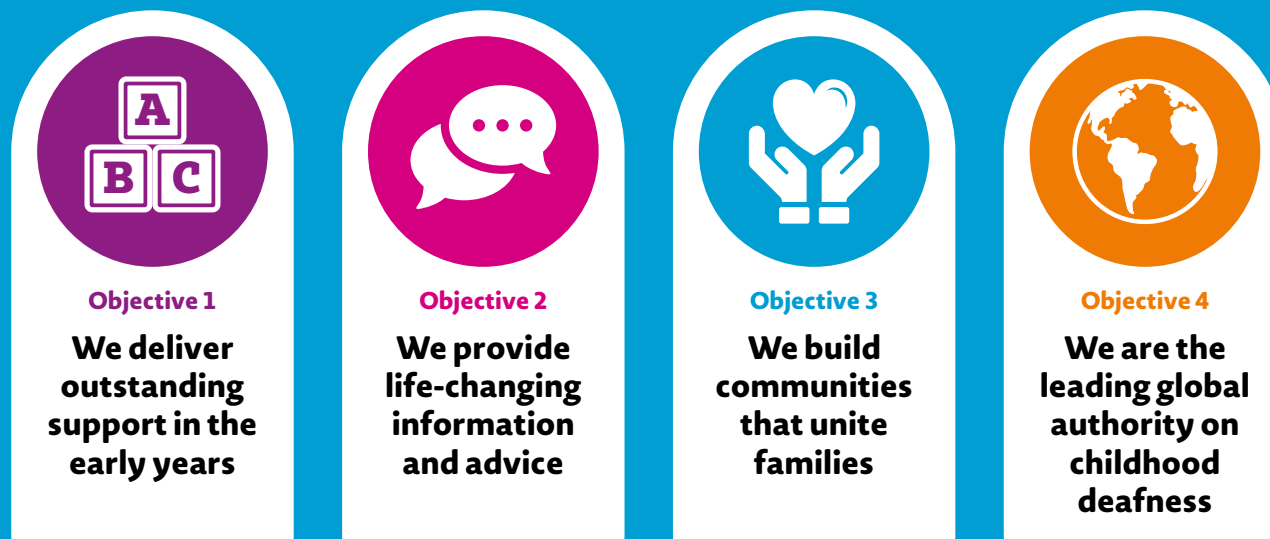 A
B C
Objective 1
We deliver
outstanding
support in the
early years
Objective 2
We provide
life-changing
information
and advice
Objective 3
We build
communities
that unite
families
Objective 4
We are the
leading global
authority on
childhood
deafness